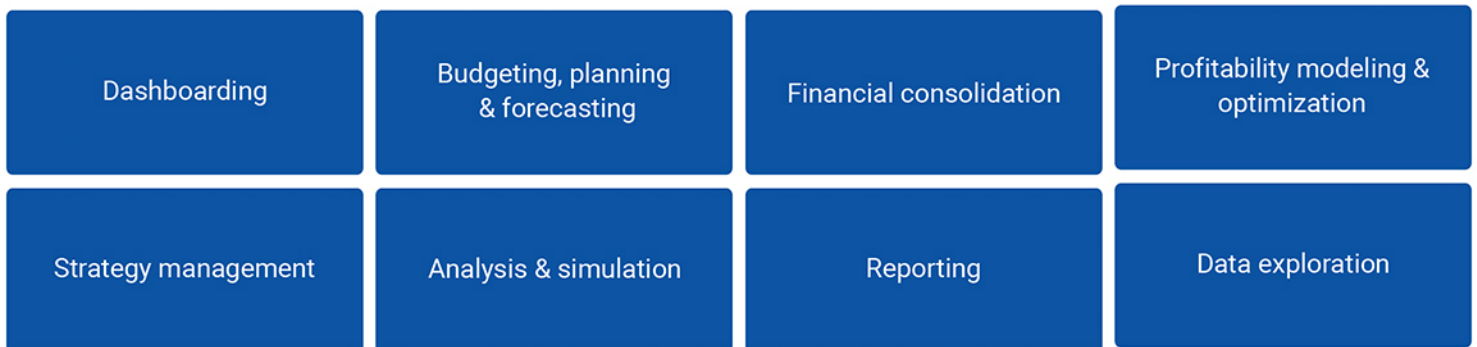 Dashboarding
Budgeting, planning
& forecasting
Financial consolidation
Profitability modeling &
optimization
Strategy management
Analysis & simulation
Reporting
Data exploration